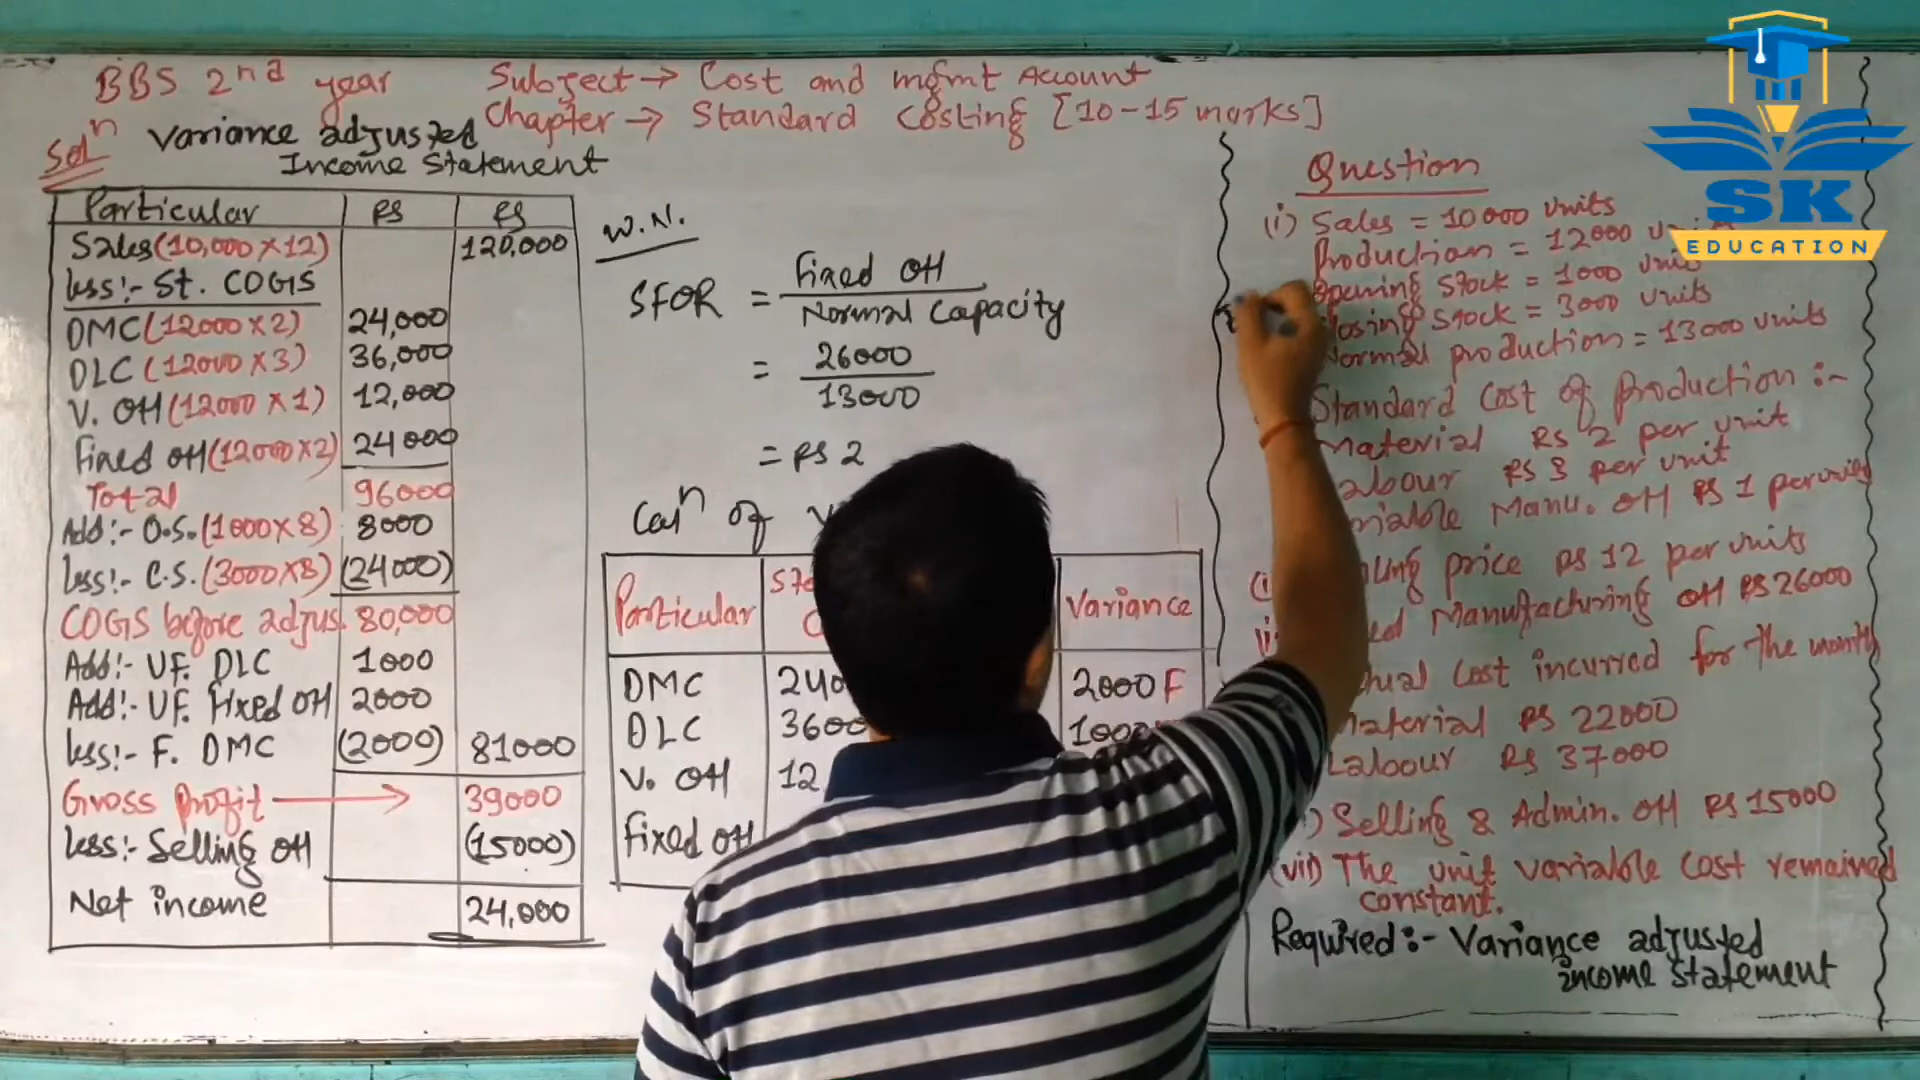 BBS 2nd year
Subject → Cost and mgmt Account
Chapter → Standard Costing [10-15 marks]
Solⁿ
Variance adjusted
Income Statement
Particular RS RS
Sales (10,000 × 12) 120,000
less:- St. COGS
DMC (12000 × 2) 24,000
DLC (12000 × 3) 36,000
V. OH (12000 × 1) 12,000
Fixed OH (12000 × 2) 24000
Total 96000
Add:- O.S. (1000 × 8) 8000
less:- C.S. (3000 × 8) (24000)
COGS before adjus. 80,000
Add:- UF. DLC 1000
Add:- UF. Fixed OH 2000
less:- F. DMC (2000) 81000
Gross profit → 39000
less:- Selling OH (15000)
Net income 24,000
W.N.
SFOR = Fixed OH
Normal Capacity
= 26000
13000
= RS 2
Calⁿ of
Particular Variance
DMC 2000 F
DLC 3600
V. OH 12
Fixed OH
Question
(i) Sales = 10000 units
Production = 12000
Opening Stock = 1000 units
Stock = 3000 units
Normal production = 13000 units
Standard Cost of Production :-
Material RS 2 per unit
Labour RS 3 per unit
Manu. OH RS 1 per unit
price RS 12 per units
Manufacturing OH RS 26000
Cost incurred for the month
Material RS 22000
Labour RS 37000
Selling & Admin. OH RS 15000
(vii) The unit variable cost remained
constant.
Required :- Variance adjusted
income statement
SK
EDUCATION